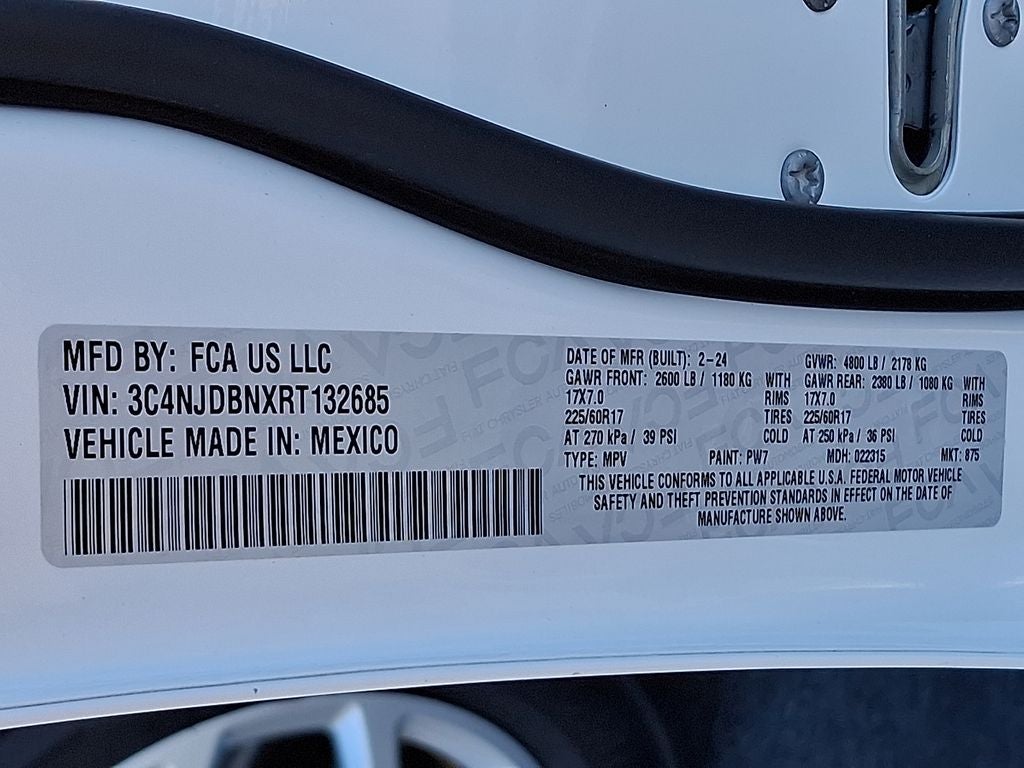 MFD BY: FCA US LLC
VIN: 3C4NJDBNXRT132685
VEHICLE MADE IN: MEXICO
DATE OF MFR (BUILT): 2-24
GAWR FRONT: 2600 LB / 1180 KG WITH
17X7.0 RIMS
225/60R17 TIRES
AT 270 kPa / 39 PSI COLD
TYPE: MPV PAINT: PW7
GVWR: 4800 LB / 2178 KG
GAWR REAR: 2380 LB / 1080 KG WITH
17X7.0 RIMS
225/60R17 TIRES
AT 250 kPa / 36 PSI COLD
MDH: 022315 MKT: 875
THIS VEHICLE CONFORMS TO ALL APPLICABLE U.S.A. FEDERAL MOTOR VEHICLE
SAFETY AND THEFT PREVENTION STANDARDS IN EFFECT ON THE DATE OF
MANUFACTURE SHOWN ABOVE.